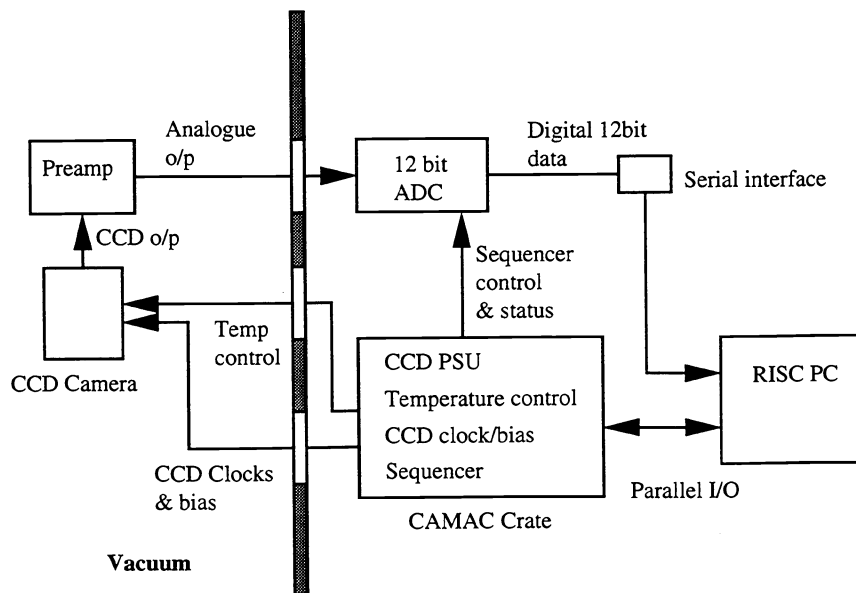 Analogue
o/p
Preamp
CCD o/p
CCD Camera
Temp
control
CCD Clocks
& bias
Vacuum
12 bit
ADC
Digital 12bit
data
Serial interface
Sequencer
control
& status
CCD PSU
Temperature control
CCD clock/bias
Sequencer
CAMAC Crate
RISC PC
Parallel I/O